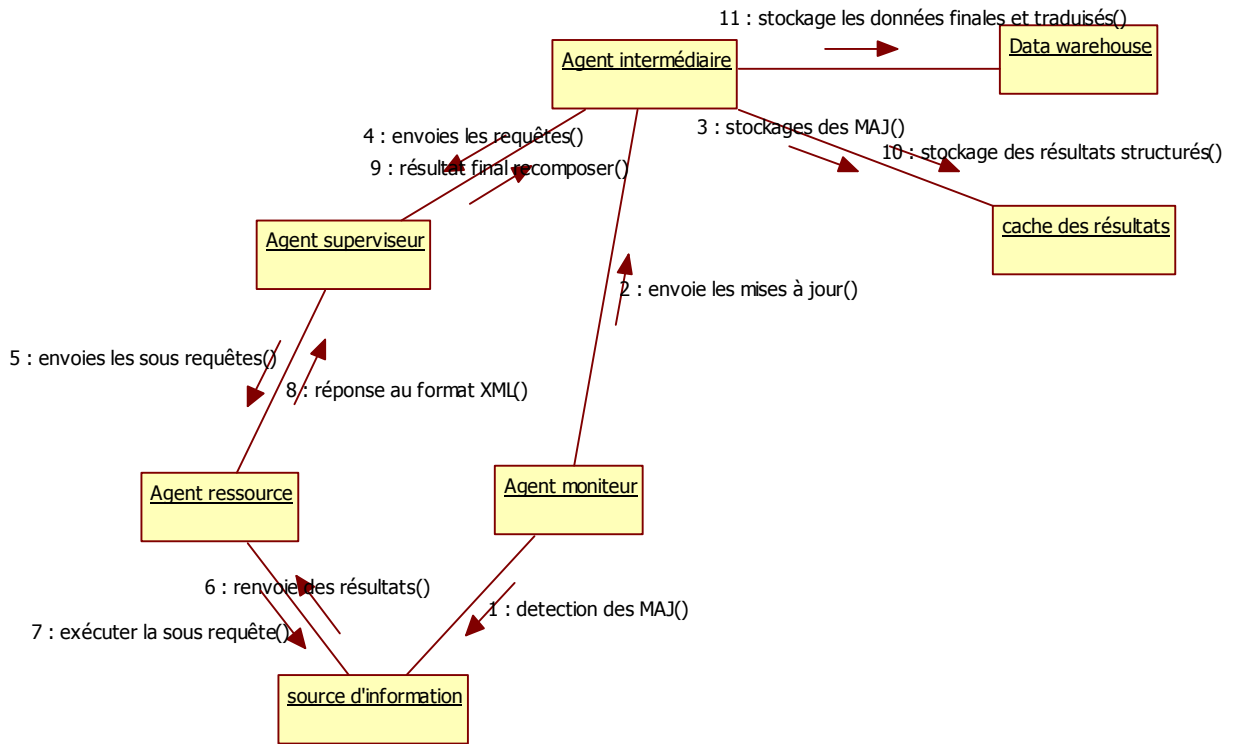 11 : stockage les données finales et traduisés()
Agent intermédiaire
Data warehouse
4 : envoies les requêtes()
3 : stockages des MAJ()
9 : résultat final recomposer()
10 : stockage des résultats structurés()
Agent superviseur
cache des résultats
2 : envoie les mises à jour()
5 : envoies les sous requêtes()
8 : réponse au format XML()
Agent ressource
Agent moniteur
6 : renvoie des résultats()
1 : detection des MAJ()
7 : exécuter la sous requête()
source d'information